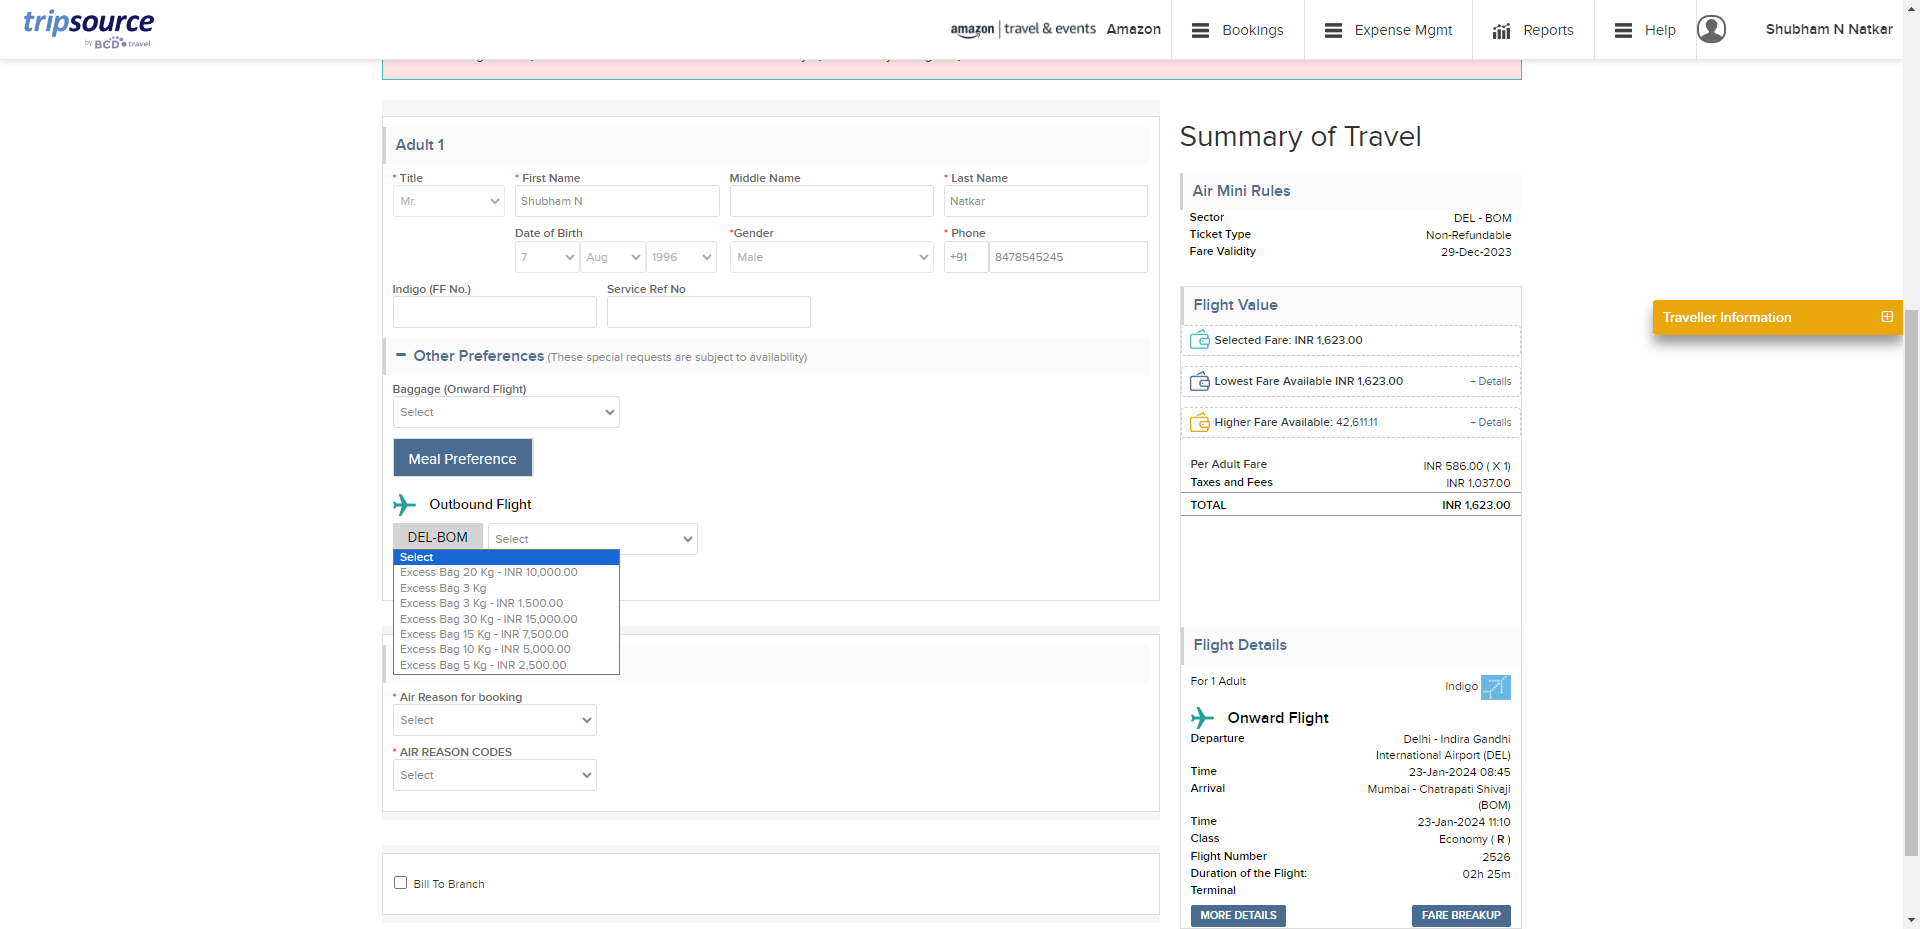 tripsource
by BCD travel
amazon | travel & events Amazon
Bookings
Expense Mgmt
Reports
Help
Shubham N Natkar
Adult 1
* Title
* First Name
Middle Name
* Last Name
Mr.
Shubham N
Natkar
Date of Birth
*Gender
* Phone
7
Aug
1996
Male
+91
8478545245
Indigo (FF No.)
Service Ref No
Other Preferences (These special requests are subject to availability)
Baggage (Onward Flight)
Select
Meal Preference
Outbound Flight
DEL-BOM
Select
Select
Excess Bag 20 Kg - INR 10,000.00
Excess Bag 3 Kg
Excess Bag 3 Kg - INR 1,500.00
Excess Bag 30 Kg - INR 15,000.00
Excess Bag 15 Kg - INR 7,500.00
Excess Bag 10 Kg - INR 5,000.00
Excess Bag 5 Kg - INR 2,500.00
* Air Reason for booking
Select
* AIR REASON CODES
Select
Bill To Branch
Summary of Travel
Air Mini Rules
Sector DEL - BOM
Ticket Type Non-Refundable
Fare Validity 29-Dec-2023
Flight Value
Selected Fare: INR 1,623.00
Lowest Fare Available INR 1,623.00 + Details
Higher Fare Available: 42,611.11 + Details
Per Adult Fare INR 586.00 ( X 1)
Taxes and Fees INR 1,037.00
TOTAL INR 1,623.00
Flight Details
For 1 Adult Indigo
Onward Flight
Departure Delhi - Indira Gandhi
International Airport (DEL)
Time 23-Jan-2024 08:45
Arrival Mumbai - Chatrapati Shivaji
(BOM)
Time 23-Jan-2024 11:10
Class Economy ( R )
Flight Number 2526
Duration of the Flight: 02h 25m
Terminal
MORE DETAILS
FARE BREAKUP
Traveller Information